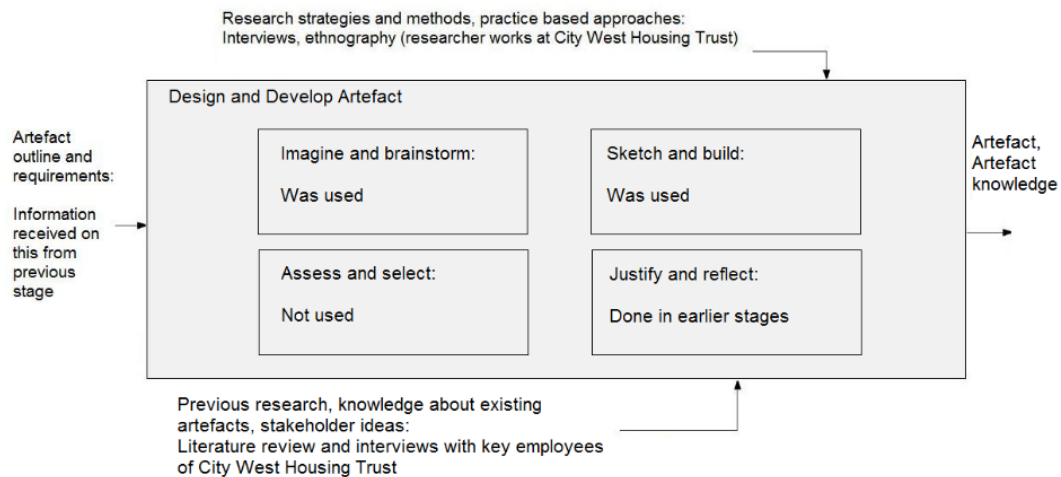 Research strategies and methods, practice based approaches:
Interviews, ethnography (researcher works at City West Housing Trust)
Design and Develop Artefact
Artefact
outline and
requirements:
Information
received on
this from
previous
stage
Imagine and brainstorm:
Was used
Sketch and build:
Was used
Assess and select:
Not used
Justify and reflect:
Done in earlier stages
Artefact,
Artefact
knowledge
Previous research, knowledge about existing
artefacts, stakeholder ideas:
Literature review and interviews with key employees
of City West Housing Trust